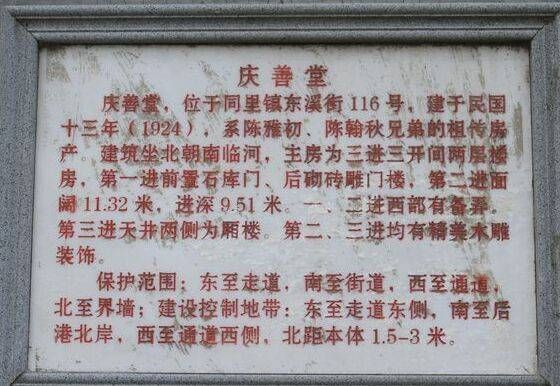 庆善堂
庆善堂，位于同里镇东溪街116号，建于民国
十三年（1924），系陈雅初、陈翰秋兄弟的祖传房
产。建筑坐北朝南临河，主房为三进三开间两层楼
房，第一进前置石库门、后砌砖雕门楼，第二进面
阔11.32米，进深9.51米。一、二进西部有备弄。
第三进天井两侧为厢楼。第二、三进均有精美木雕
装饰。
保护范围：东至走道，南至街道，西至通道，
北至界墙；建设控制地带：东至走道东侧，南至后
港北岸，西至通道西侧，北距本体1.5-3米。